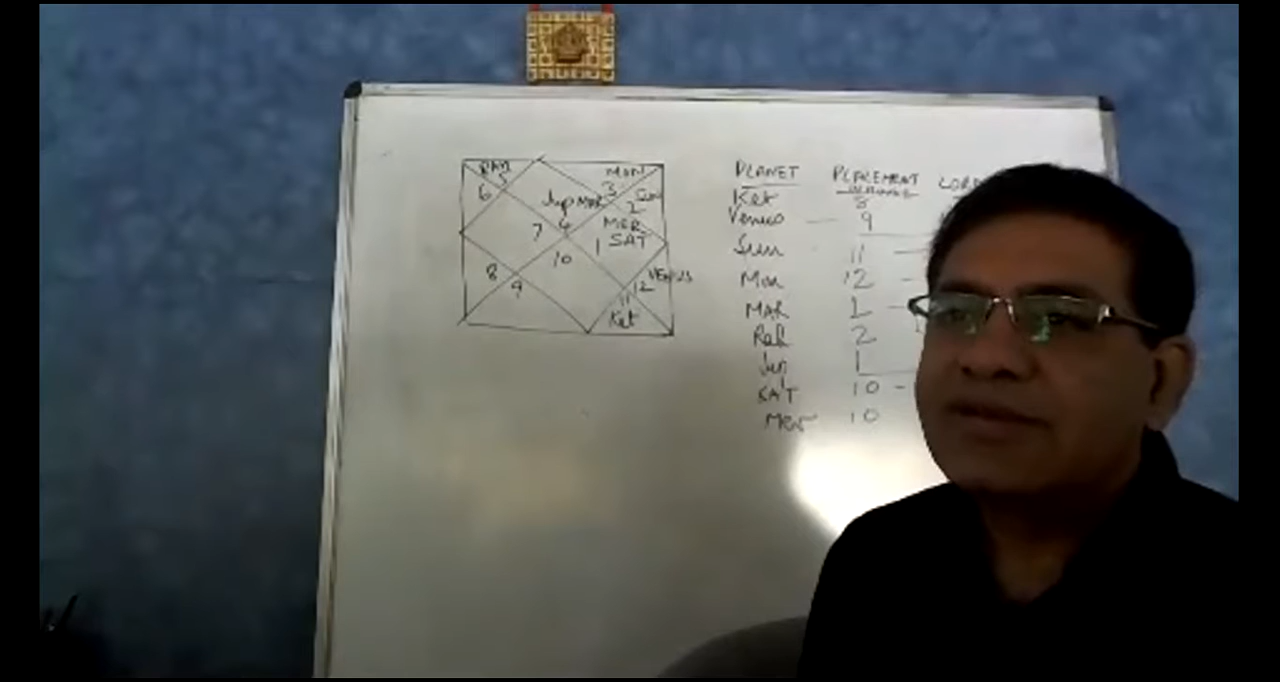 RAH
MON
5
6
3
Jup MAR
Sun
2
7
4
MER
SAT
1
10
8
9
VENUS
12
11
Ket
PLANET PLACEMENT LORD
Ket 8
Venus — 9
Sun 11 —
Mon 12 —
MAR 1 —
Rah 2
Jup 1
10 -
Mer 10